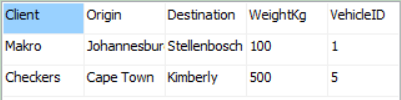 Client Origin Destination WeightKg VehicleID
Makro Johannesbur Stellenbosch 100 1
Checkers Cape Town Kimberly 500 5